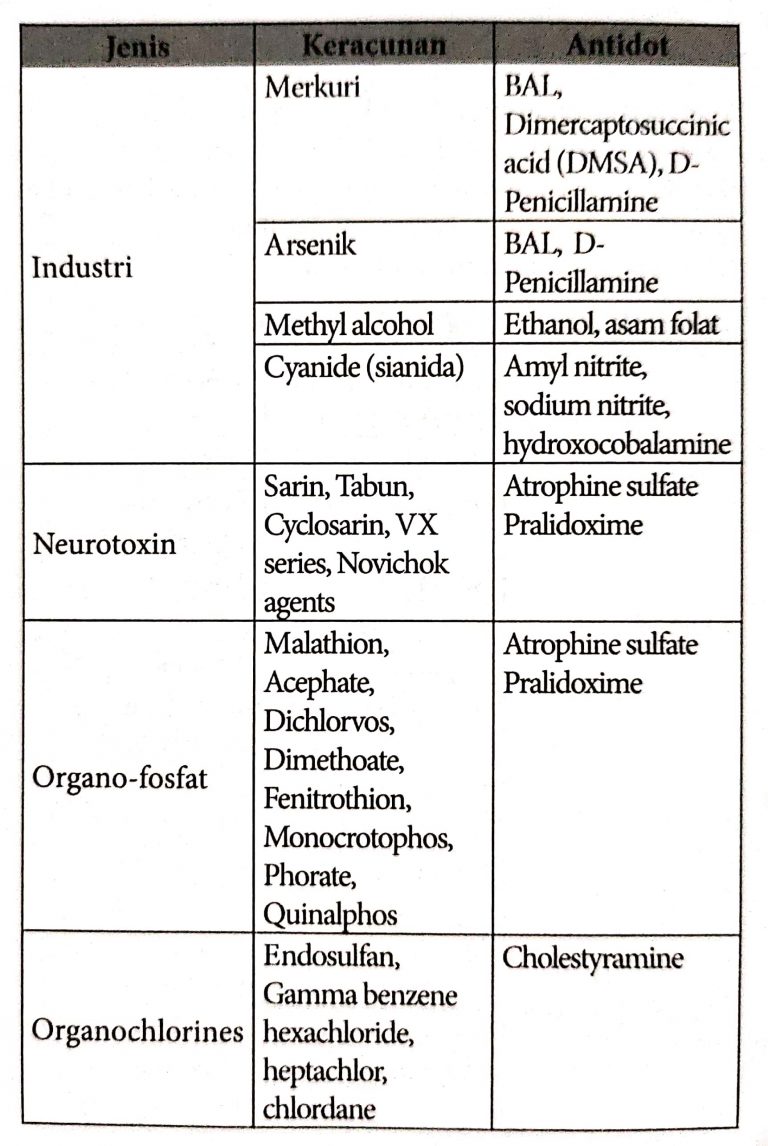 Jenis Keracunan Antidot
Industri
Merkuri
BAL,
Dimercaptosuccinic
acid (DMSA), D-
Penicillamine
Arsenik
BAL, D-
Penicillamine
Methyl alcohol
Ethanol, asam folat
Cyanide (sianida)
Amyl nitrite,
sodium nitrite,
hydroxocobalamine
Neurotoxin
Sarin, Tabun,
Cyclosarin, VX
series, Novichok
agents
Atrophine sulfate
Pralidoxime
Organo-fosfat
Malathion,
Acephate,
Dichlorvos,
Dimethoate,
Fenitrothion,
Monocrotophos,
Phorate,
Quinalphos
Atrophine sulfate
Pralidoxime
Organochlorines
Endosulfan,
Gamma benzene
hexachloride,
heptachlor,
chlordane
Cholestyramine